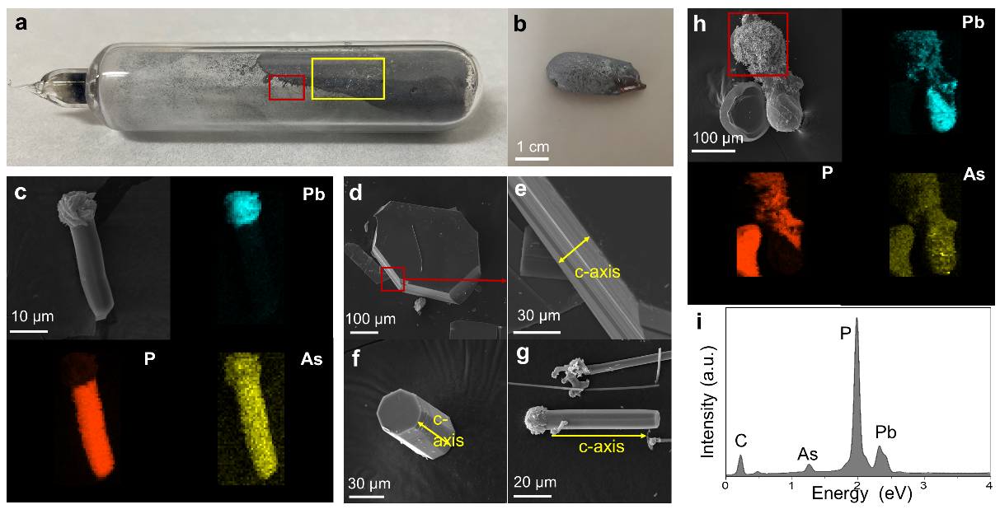 a
b
1 cm
c
Pb
10 µm
P
As
d
100 µm
e
c-axis
30 µm
f
c-
axis
30 µm
g
c-axis
20 µm
h
Pb
100 µm
P
As
i
Intensity (a.u.)
C
As
P
Pb
0
1
2
3
4
Energy (eV)